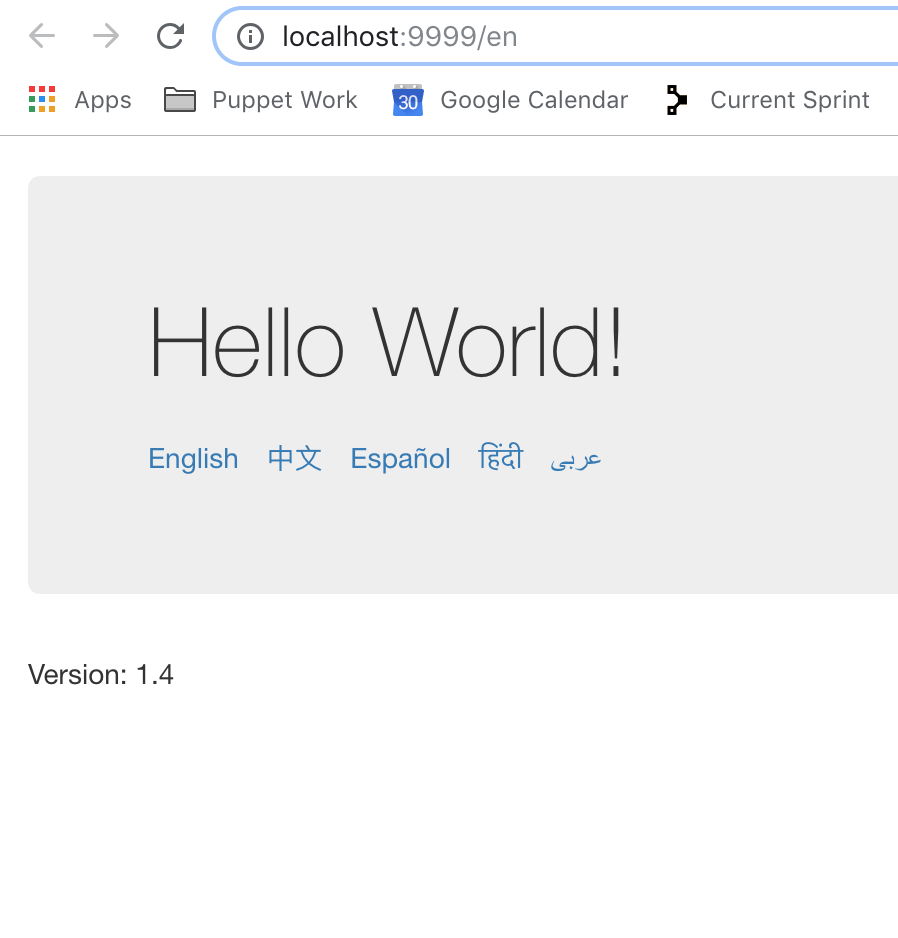 localhost:9999/en
Apps Puppet Work 30 Google Calendar Current Sprint
Hello World!
English 中文 Español हिंदी عربى
Version: 1.4